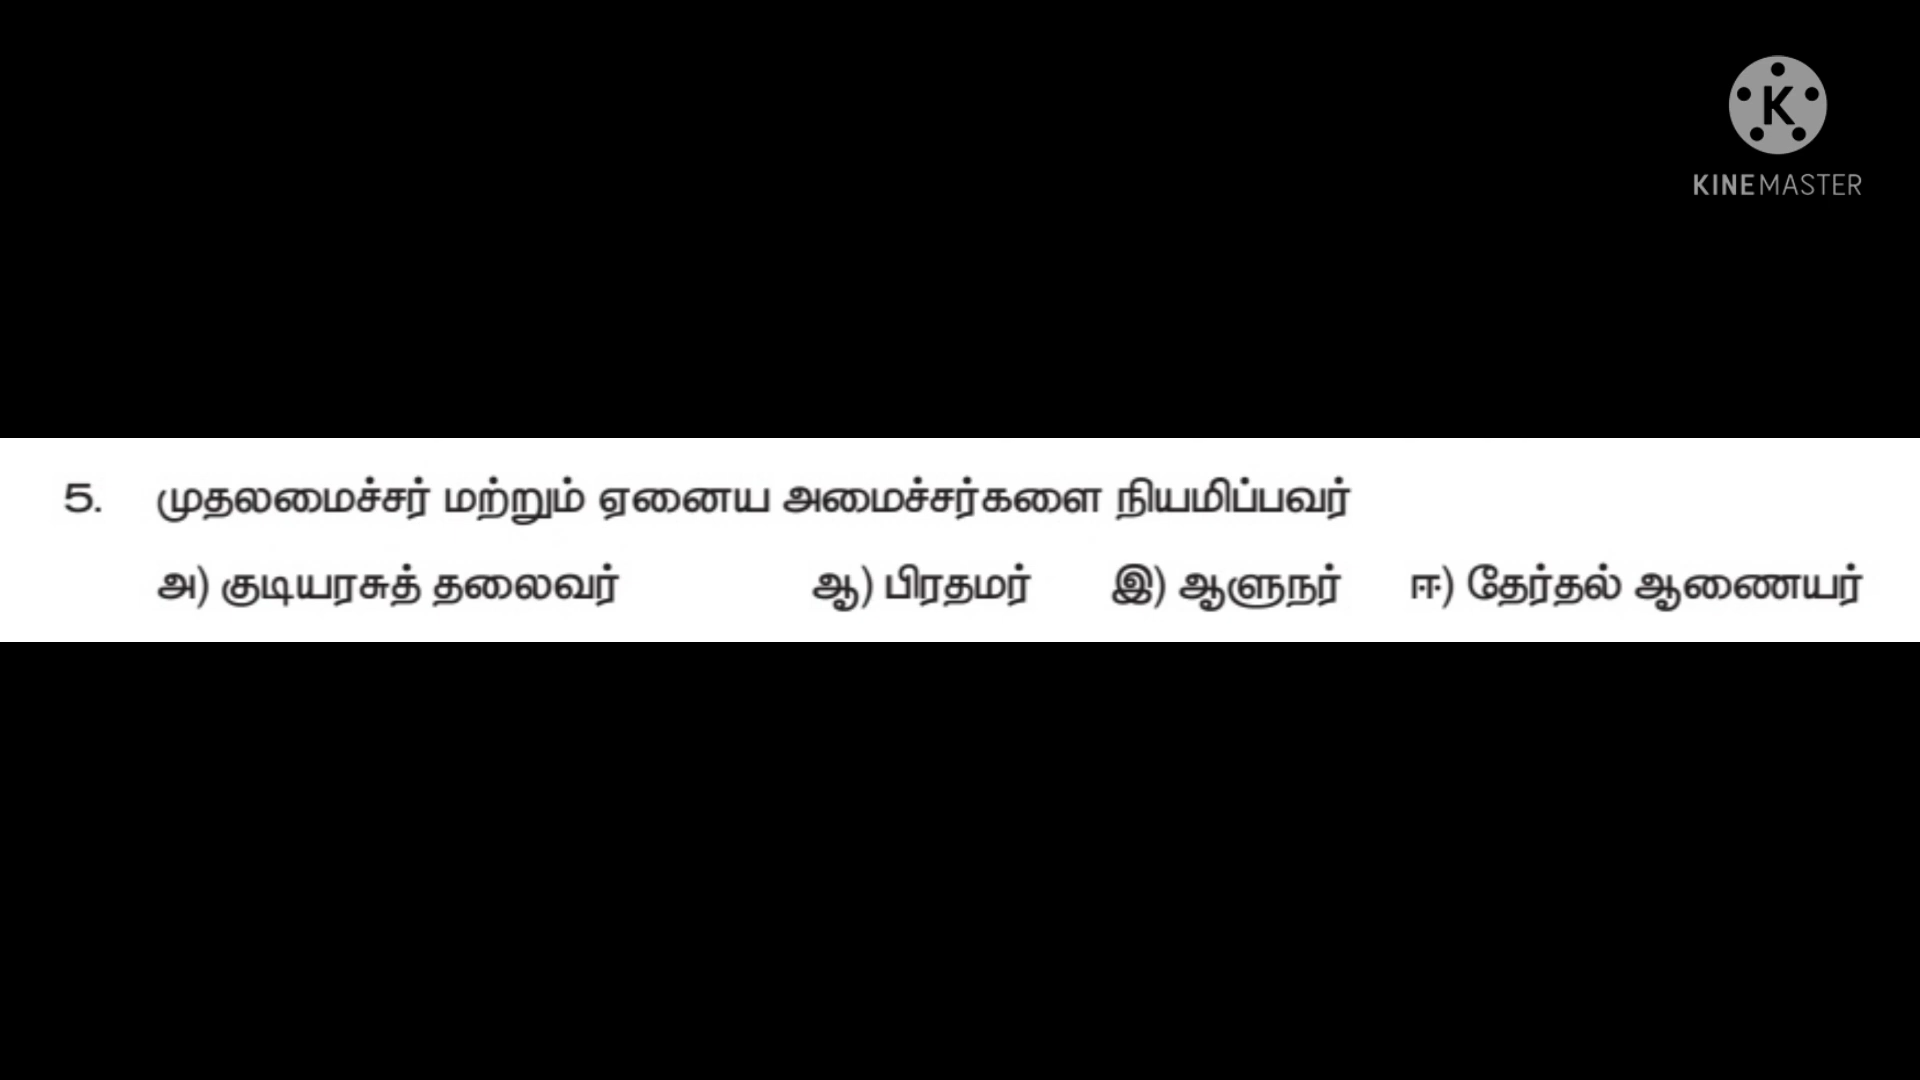 KINEMASTER
5. முதலமைச்சர் மற்றும் ஏனைய அமைச்சர்களை நியமிப்பவர்
அ) குடியரசுத் தலைவர் ஆ) பிரதமர் இ) ஆளுநர் ஈ) தேர்தல் ஆணையர்